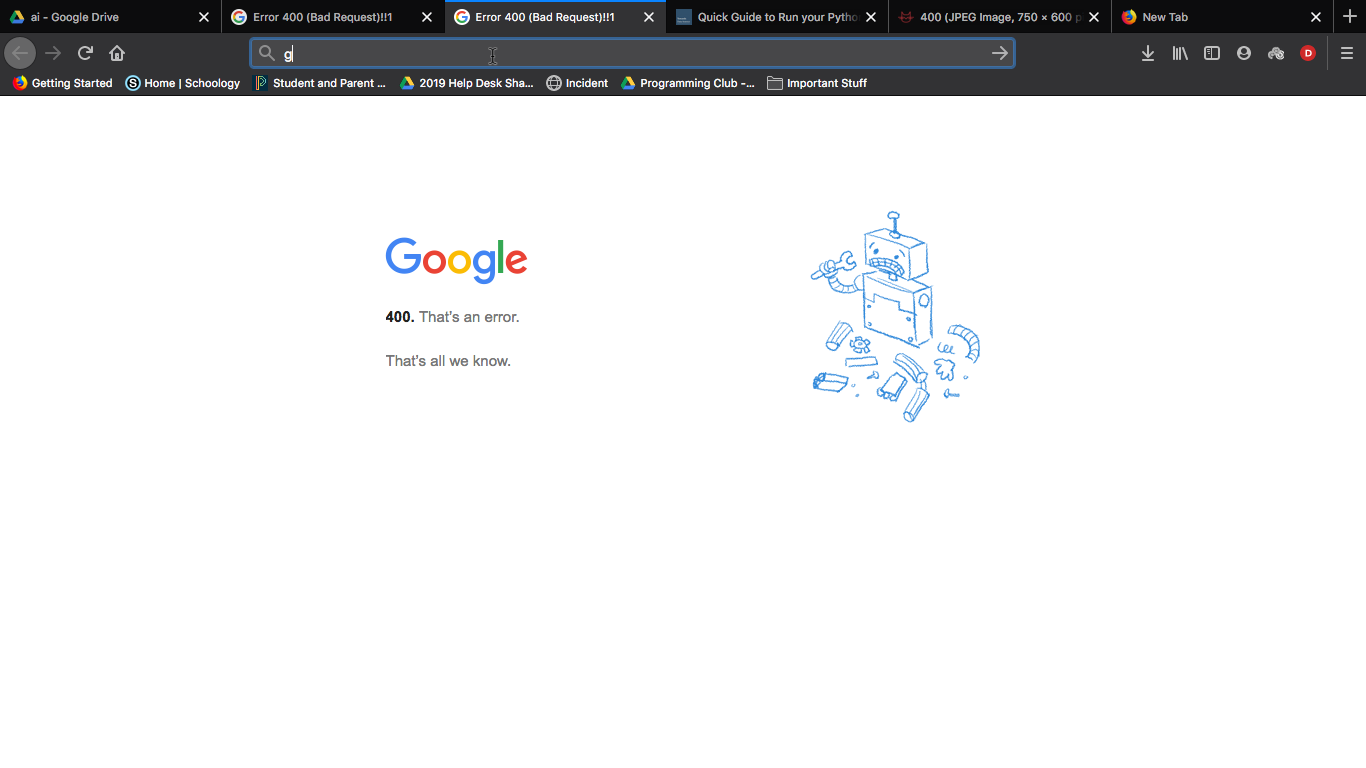 ai - Google Drive
Error 400 (Bad Request)!!1
Error 400 (Bad Request)!!1
Quick Guide to Run your Pytho
400 (JPEG Image, 750 × 600 p
New Tab
g
D
Getting Started
S Home | Schoology
Student and Parent ...
2019 Help Desk Sha...
Incident
Programming Club -...
Important Stuff
Google
400. That's an error.
That's all we know.